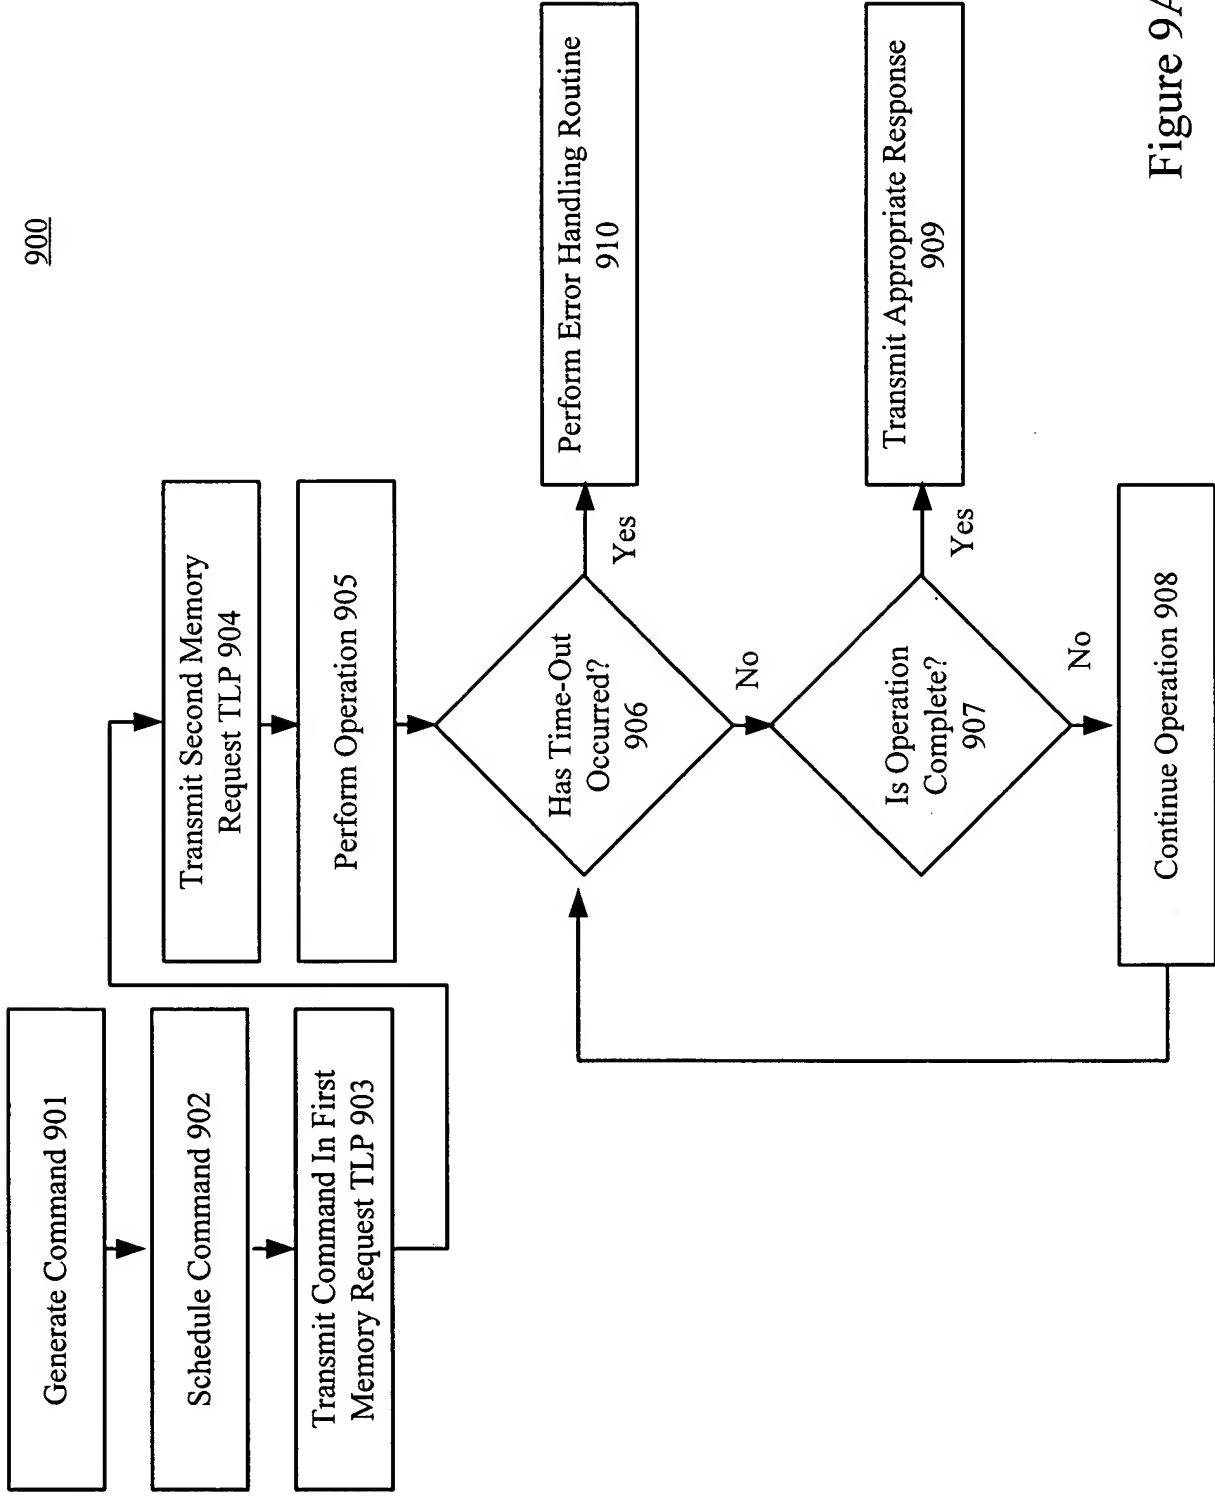 900
Generate Command 901
Schedule Command 902
Transmit Command In First
Memory Request TLP 903
Transmit Second Memory
Request TLP 904
Perform Operation 905
Has Time-Out
Occurred?
906
Yes
Perform Error Handling Routine
910
No
Is Operation
Complete?
907
Yes
Transmit Appropriate Response
909
No
Continue Operation 908
Figure 9A